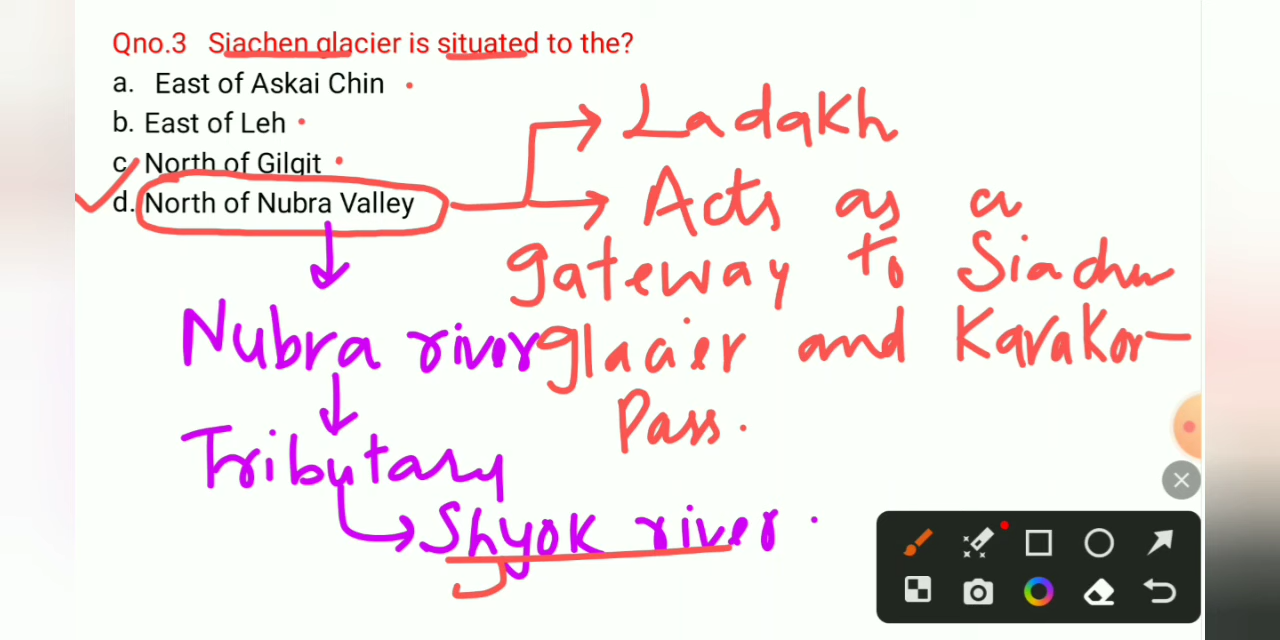 Qno.3 Siachen glacier is situated to the?
a. East of Askai Chin
b. East of Leh
c. North of Gilgit
d. North of Nubra Valley
Ladakh
Acts as a
gateway to Siachen
glacier and Karakor-
Pass.
Nubra river
Tributary
Shyok river.